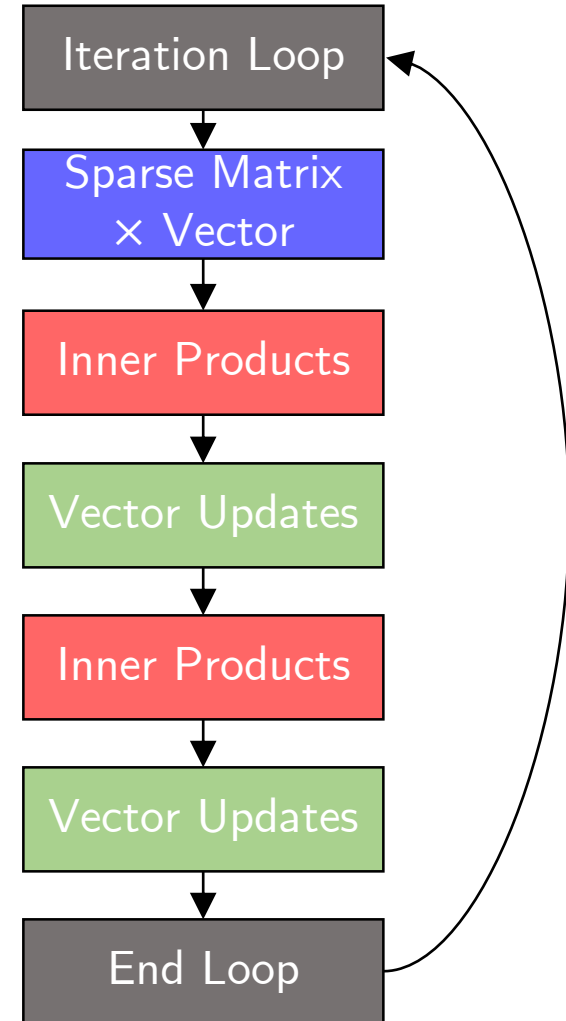 Iteration Loop
Sparse Matrix
× Vector
Inner Products
Vector Updates
Inner Products
Vector Updates
End Loop